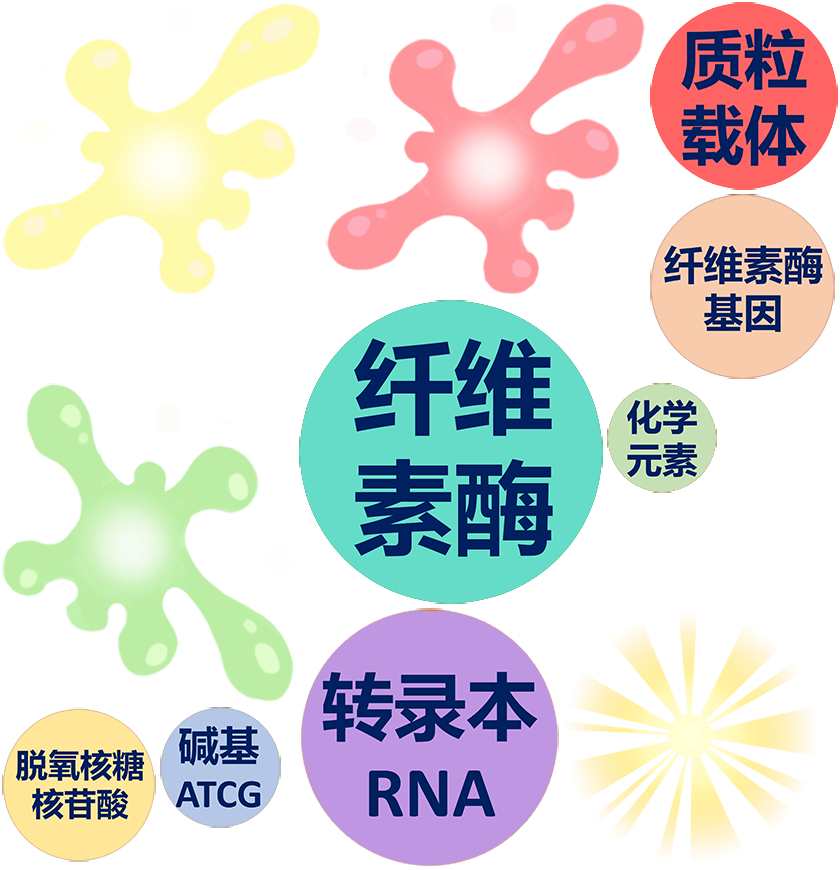 质粒
载体
纤维素酶
基因
纤维
素酶
化学
元素
转录本
RNA
脱氧核糖
核苷酸
碱基
ATCG